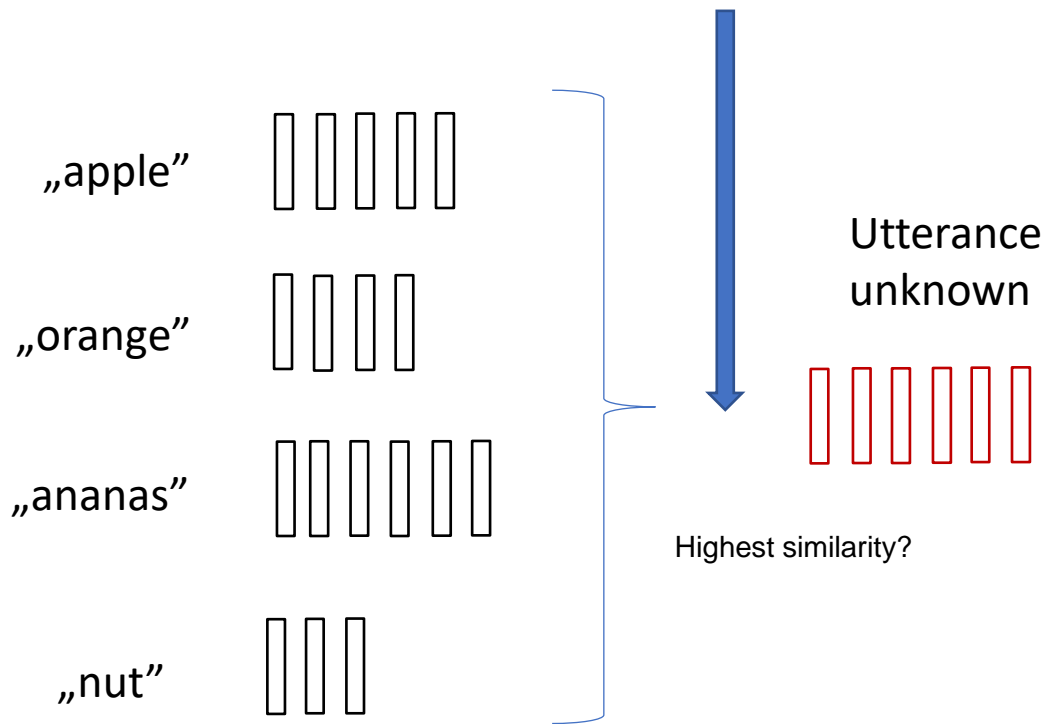 „apple”
„orange”
„ananas”
„nut”
Utterance
unknown
Highest similarity?